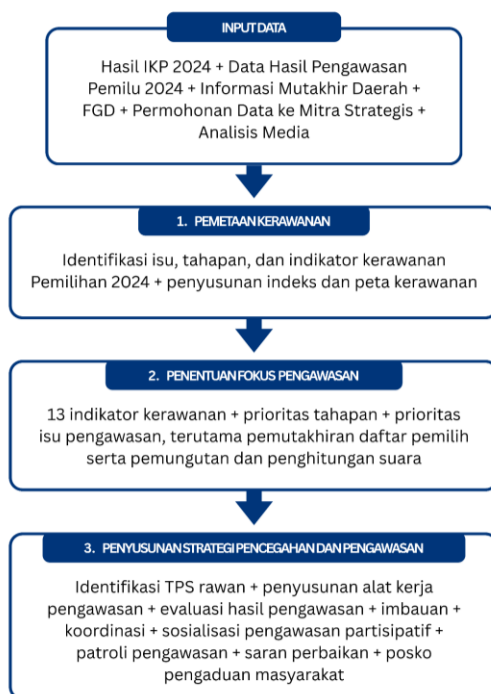 INPUT DATA
Hasil IKP 2024 + Data Hasil Pengawasan
Pemilu 2024 + Informasi Mutakhir Daerah +
FGD + Permohonan Data ke Mitra Strategis +
Analisis Media
1. PEMETAAN KERAWANAN
Identifikasi isu, tahapan, dan indikator kerawanan
Pemilihan 2024 + penyusunan indeks dan peta kerawanan
2. PENENTUAN FOKUS PENGAWASAN
13 indikator kerawanan + prioritas tahapan + prioritas
isu pengawasan, terutama pemutakhiran daftar pemilih
serta pemungutan dan penghitungan suara
3. PENYUSUNAN STRATEGI PENCEGAHAN DAN PENGAWASAN
Identifikasi TPS rawan + penyusunan alat kerja
pengawasan + evaluasi hasil pengawasan + imbauan +
koordinasi + sosialisasi pengawasan partisipatif +
patroli pengawasan + saran perbaikan + posko
pengaduan masyarakat